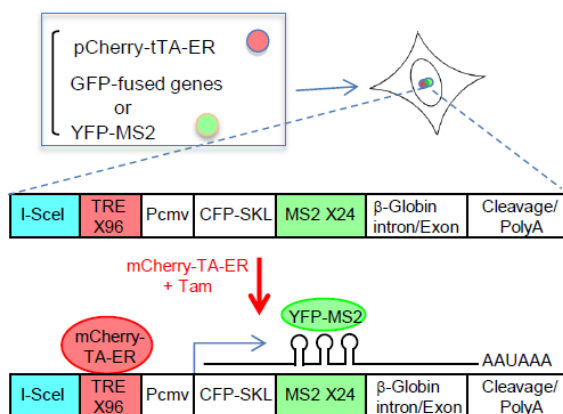 pCherry-tTA-ER
GFP-fused genes
or
YFP-MS2
I-SceI
TRE
X96
Pcmv
CFP-SKL
MS2 X24
β-Globin
intron/Exon
Cleavage/
PolyA
mCherry-TA-ER
+ Tam
YFP-MS2
mCherry-
TA-ER
AAUAAA
I-SceI
TRE
X96
Pcmv
CFP-SKL
MS2 X24
β-Globin
intron/Exon
Cleavage/
PolyA